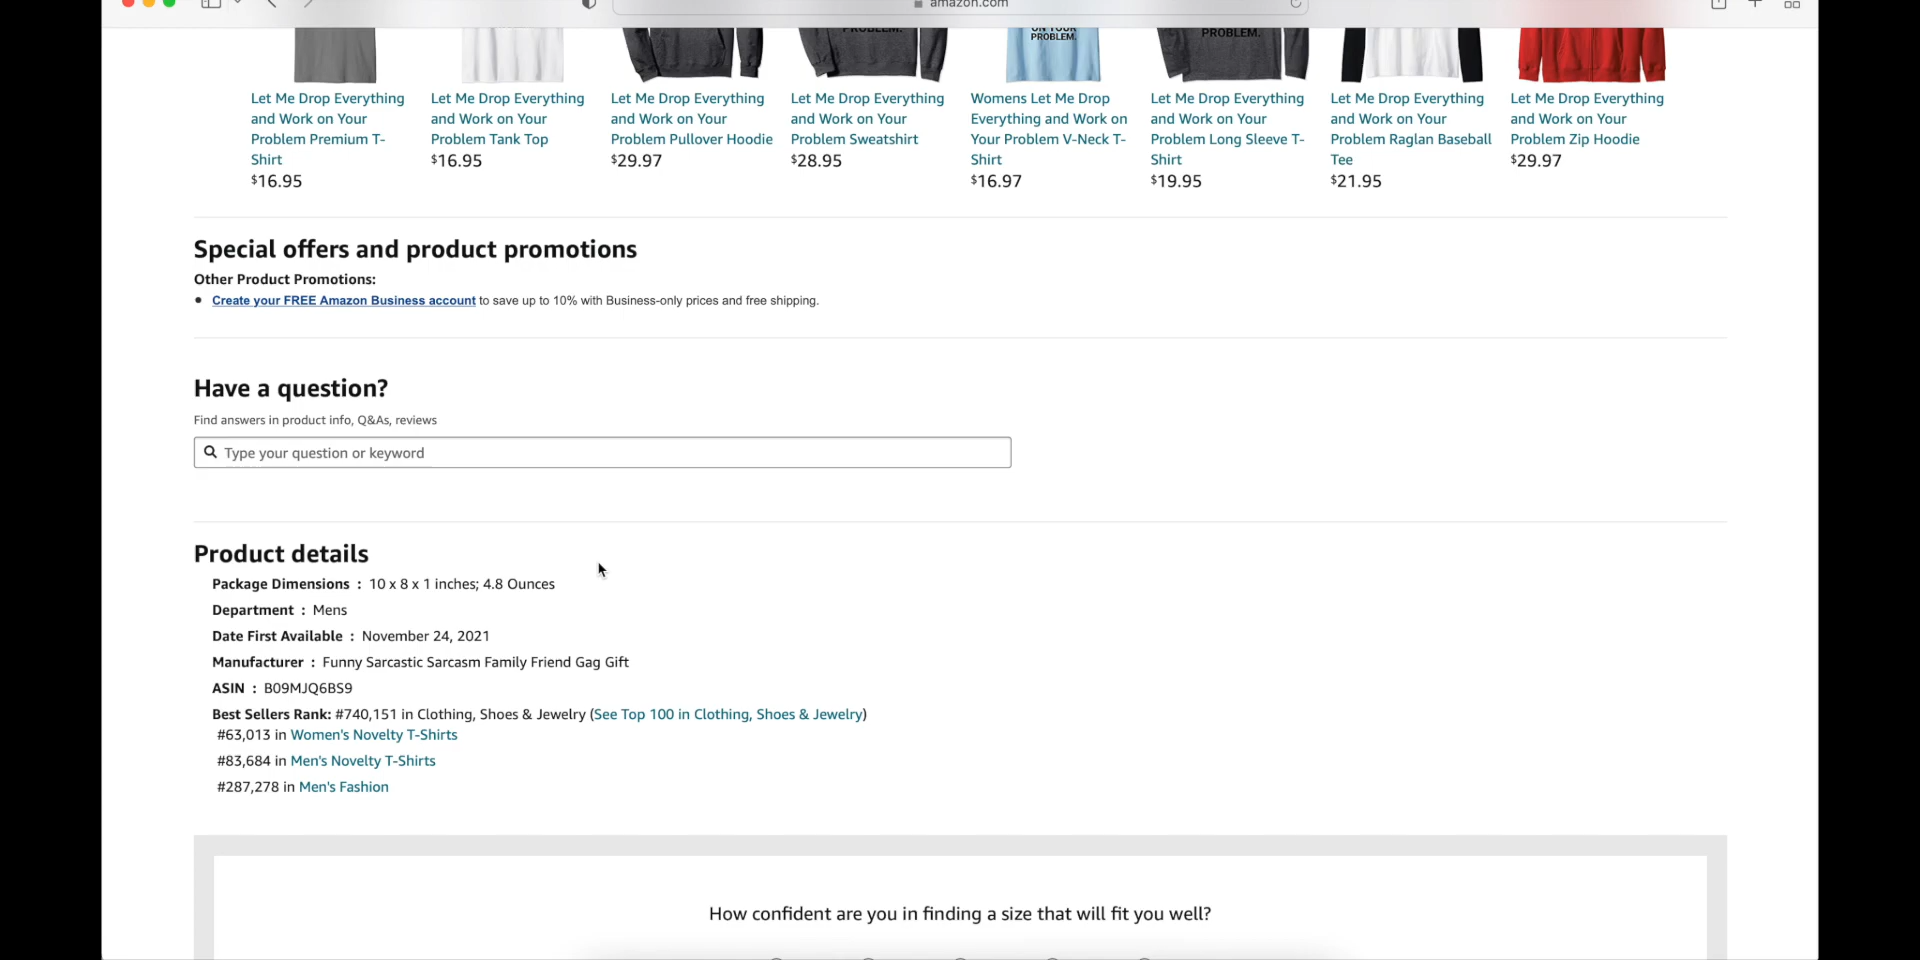 amazon.com
PROBLEM.
ON YOUR
PROBLEM.
PROBLEM.
Let Me Drop Everything
and Work on Your
Problem Premium T-
Shirt
$16.95
Let Me Drop Everything
and Work on Your
Problem Tank Top
$16.95
Let Me Drop Everything
and Work on Your
Problem Pullover Hoodie
$29.97
Let Me Drop Everything
and Work on Your
Problem Sweatshirt
$28.95
Womens Let Me Drop
Everything and Work on
Your Problem V-Neck T-
Shirt
$16.97
Let Me Drop Everything
and Work on Your
Problem Long Sleeve T-
Shirt
$19.95
Let Me Drop Everything
and Work on Your
Problem Raglan Baseball
Tee
$21.95
Let Me Drop Everything
and Work on Your
Problem Zip Hoodie
$29.97
Special offers and product promotions
Other Product Promotions:
• Create your FREE Amazon Business account to save up to 10% with Business-only prices and free shipping.
Have a question?
Find answers in product info, Q&As, reviews
Type your question or keyword
Product details
Package Dimensions : 10 x 8 x 1 inches; 4.8 Ounces
Department : Mens
Date First Available : November 24, 2021
Manufacturer : Funny Sarcastic Sarcasm Family Friend Gag Gift
ASIN : B09MJQ6BS9
Best Sellers Rank: #740,151 in Clothing, Shoes & Jewelry (See Top 100 in Clothing, Shoes & Jewelry)
#63,013 in Women's Novelty T-Shirts
#83,684 in Men's Novelty T-Shirts
#287,278 in Men's Fashion
How confident are you in finding a size that will fit you well?